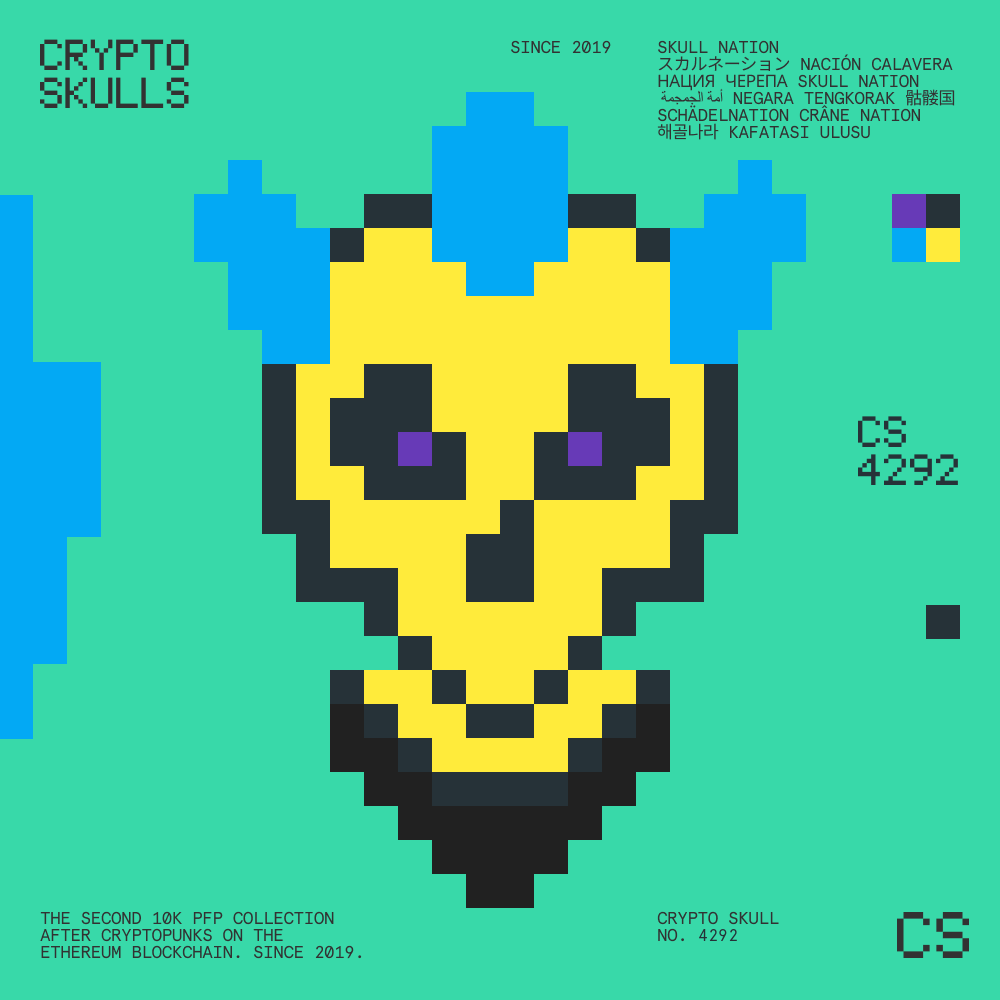 CRYPTO
SKULLS
SINCE 2019
SKULL NATION
スカルネーション NACIÓN CALAVERA
НАЦИЯ ЧЕРЕПА SKULL NATION
أمة الجمجمة NEGARA TENGKORAK 骷髅国
SCHÄDELNATION CRÂNE NATION
해골나라 KAFATASI ULUSU
CS
4292
THE SECOND 10K PFP COLLECTION
AFTER CRYPTOPUNKS ON THE
ETHEREUM BLOCKCHAIN. SINCE 2019.
CRYPTO SKULL
NO. 4292
CS